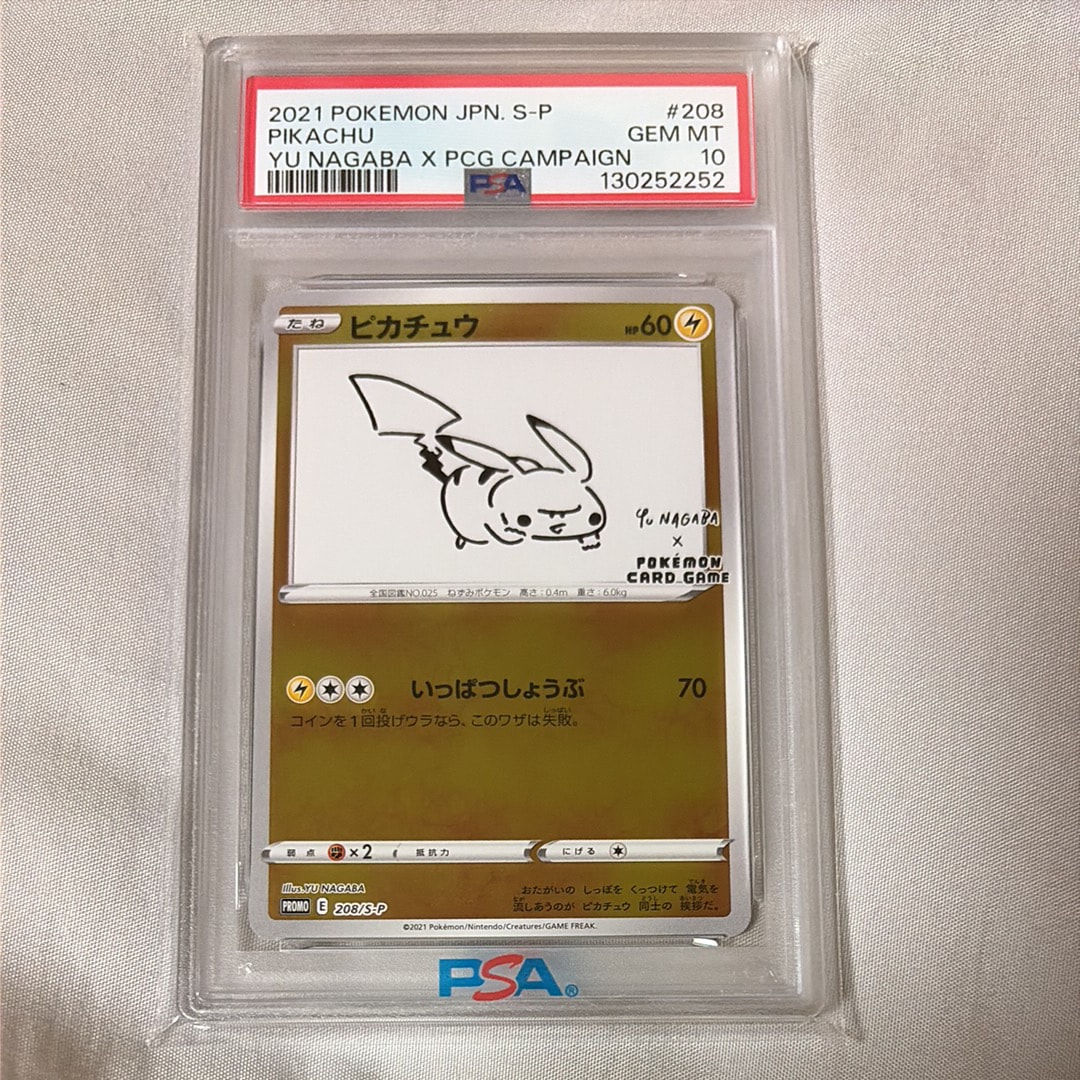 2021 POKEMON JPN. S-P #208
PIKACHU GEM MT
YU NAGABA X PCG CAMPAIGN 10
PSA 130252252
たね ピカチュウ HP60
YU NAGABA
X
POKÉMON
CARD GAME
全国図鑑NO.025 ねずみポケモン 高さ:0.4m 重さ:6.0kg
いっぱつしょうぶ 70
コインを1回投げウラなら、このワザは失敗。
弱点 ×2 抵抗力 にげる
Illus. YU NAGABA
おたがいの しっぽを くっつけて 電気を
流しあうのが ピカチュウ 同士の 挨拶だ。
PROMO E 208/S-P
©2021 Pokémon/Nintendo/Creatures/GAME FREAK.
PSA®